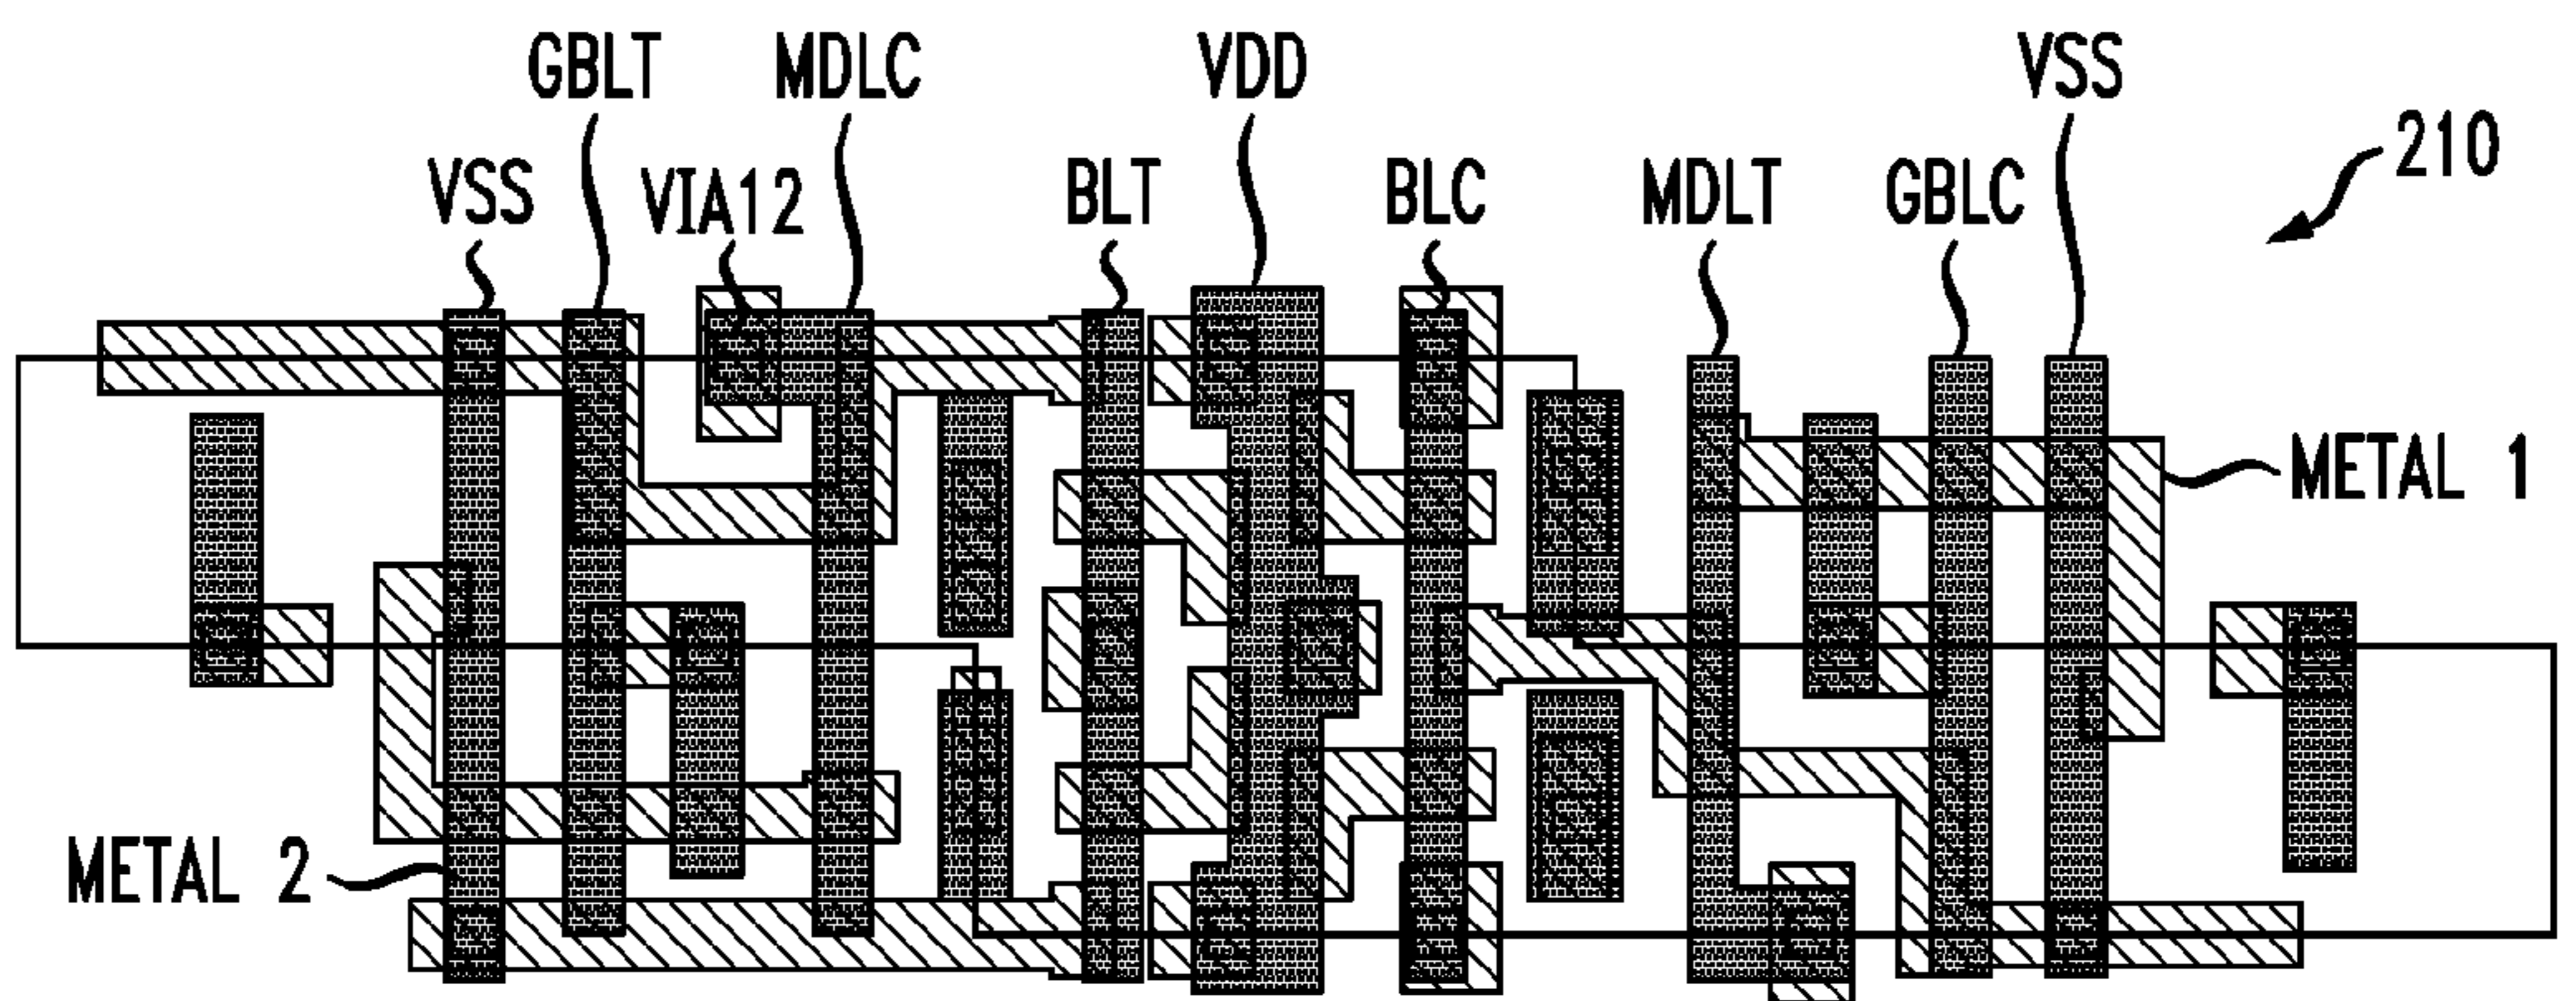 GBLT MDLC VDD VSS
210
VSS VIA12 BLT BLC MDLT GBLC
METAL 1
METAL 2